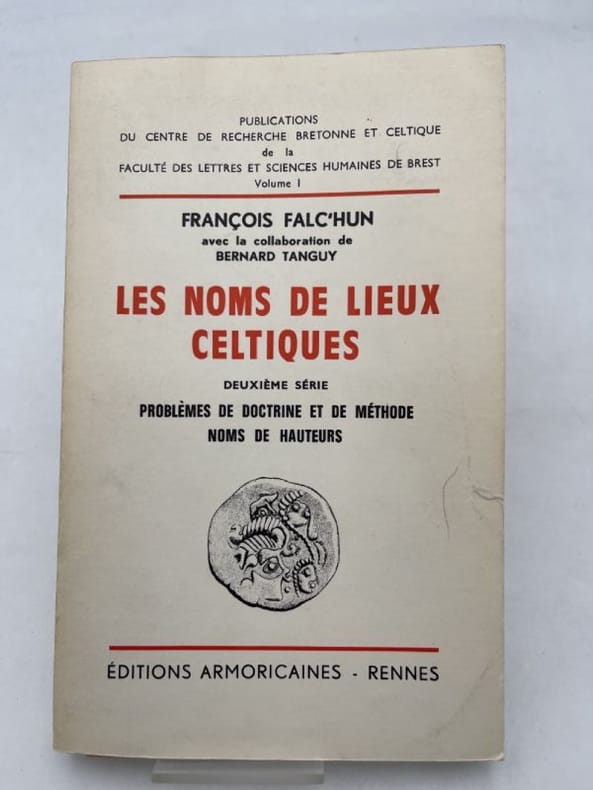 PUBLICATIONS
DU CENTRE DE RECHERCHE BRETONNE ET CELTIQUE
de la
FACULTÉ DES LETTRES ET SCIENCES HUMAINES DE BREST
Volume I
FRANÇOIS FALC'HUN
avec la collaboration de
BERNARD TANGUY
LES NOMS DE LIEUX
CELTIQUES
DEUXIÈME SÉRIE
PROBLÈMES DE DOCTRINE ET DE MÉTHODE
NOMS DE HAUTEURS
ÉDITIONS ARMORICAINES - RENNES